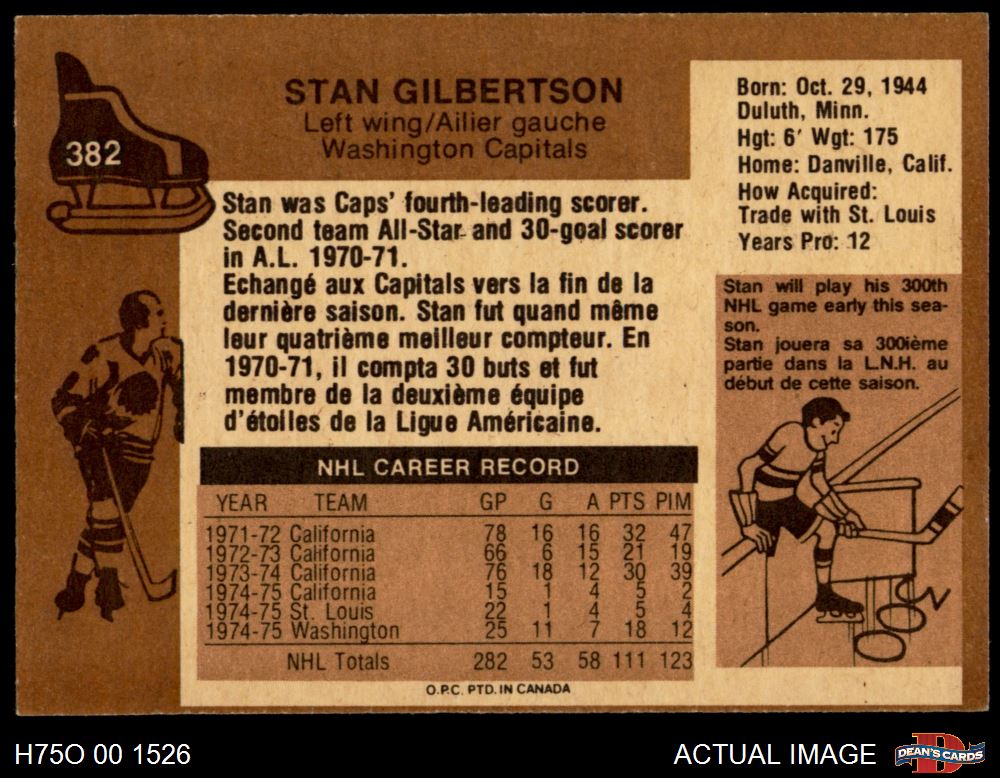 382
STAN GILBERTSON
Left wing/Ailier gauche
Washington Capitals
Born: Oct. 29, 1944
Duluth, Minn.
Hgt: 6' Wgt: 175
Home: Danville, Calif.
How Acquired:
Trade with St. Louis
Years Pro: 12
Stan was Caps' fourth-leading scorer.
Second team All-Star and 30-goal scorer
in A.L. 1970-71.
Echangé aux Capitals vers la fin de la
dernière saison. Stan fut quand même
leur quatrième meilleur compteur. En
1970-71, il compta 30 buts et fut
membre de la deuxième équipe
d'étoiles de la Ligue Américaine.
Stan will play his 300th
NHL game early this sea-
son.
Stan jouera sa 300ième
partie dans la L.N.H. au
début de cette saison.
NHL CAREER RECORD
YEAR TEAM GP G A PTS PIM
1971-72 California 78 16 16 32 47
1972-73 California 66 6 15 21 19
1973-74 California 76 18 12 30 39
1974-75 California 15 1 4 5 2
1974-75 St. Louis 22 1 4 5 4
1974-75 Washington 25 11 7 18 12
NHL Totals 282 53 58 111 123
O.P.C. PTD. IN CANADA
H75O 00 1526
ACTUAL IMAGE
D
DEAN'S CARDS